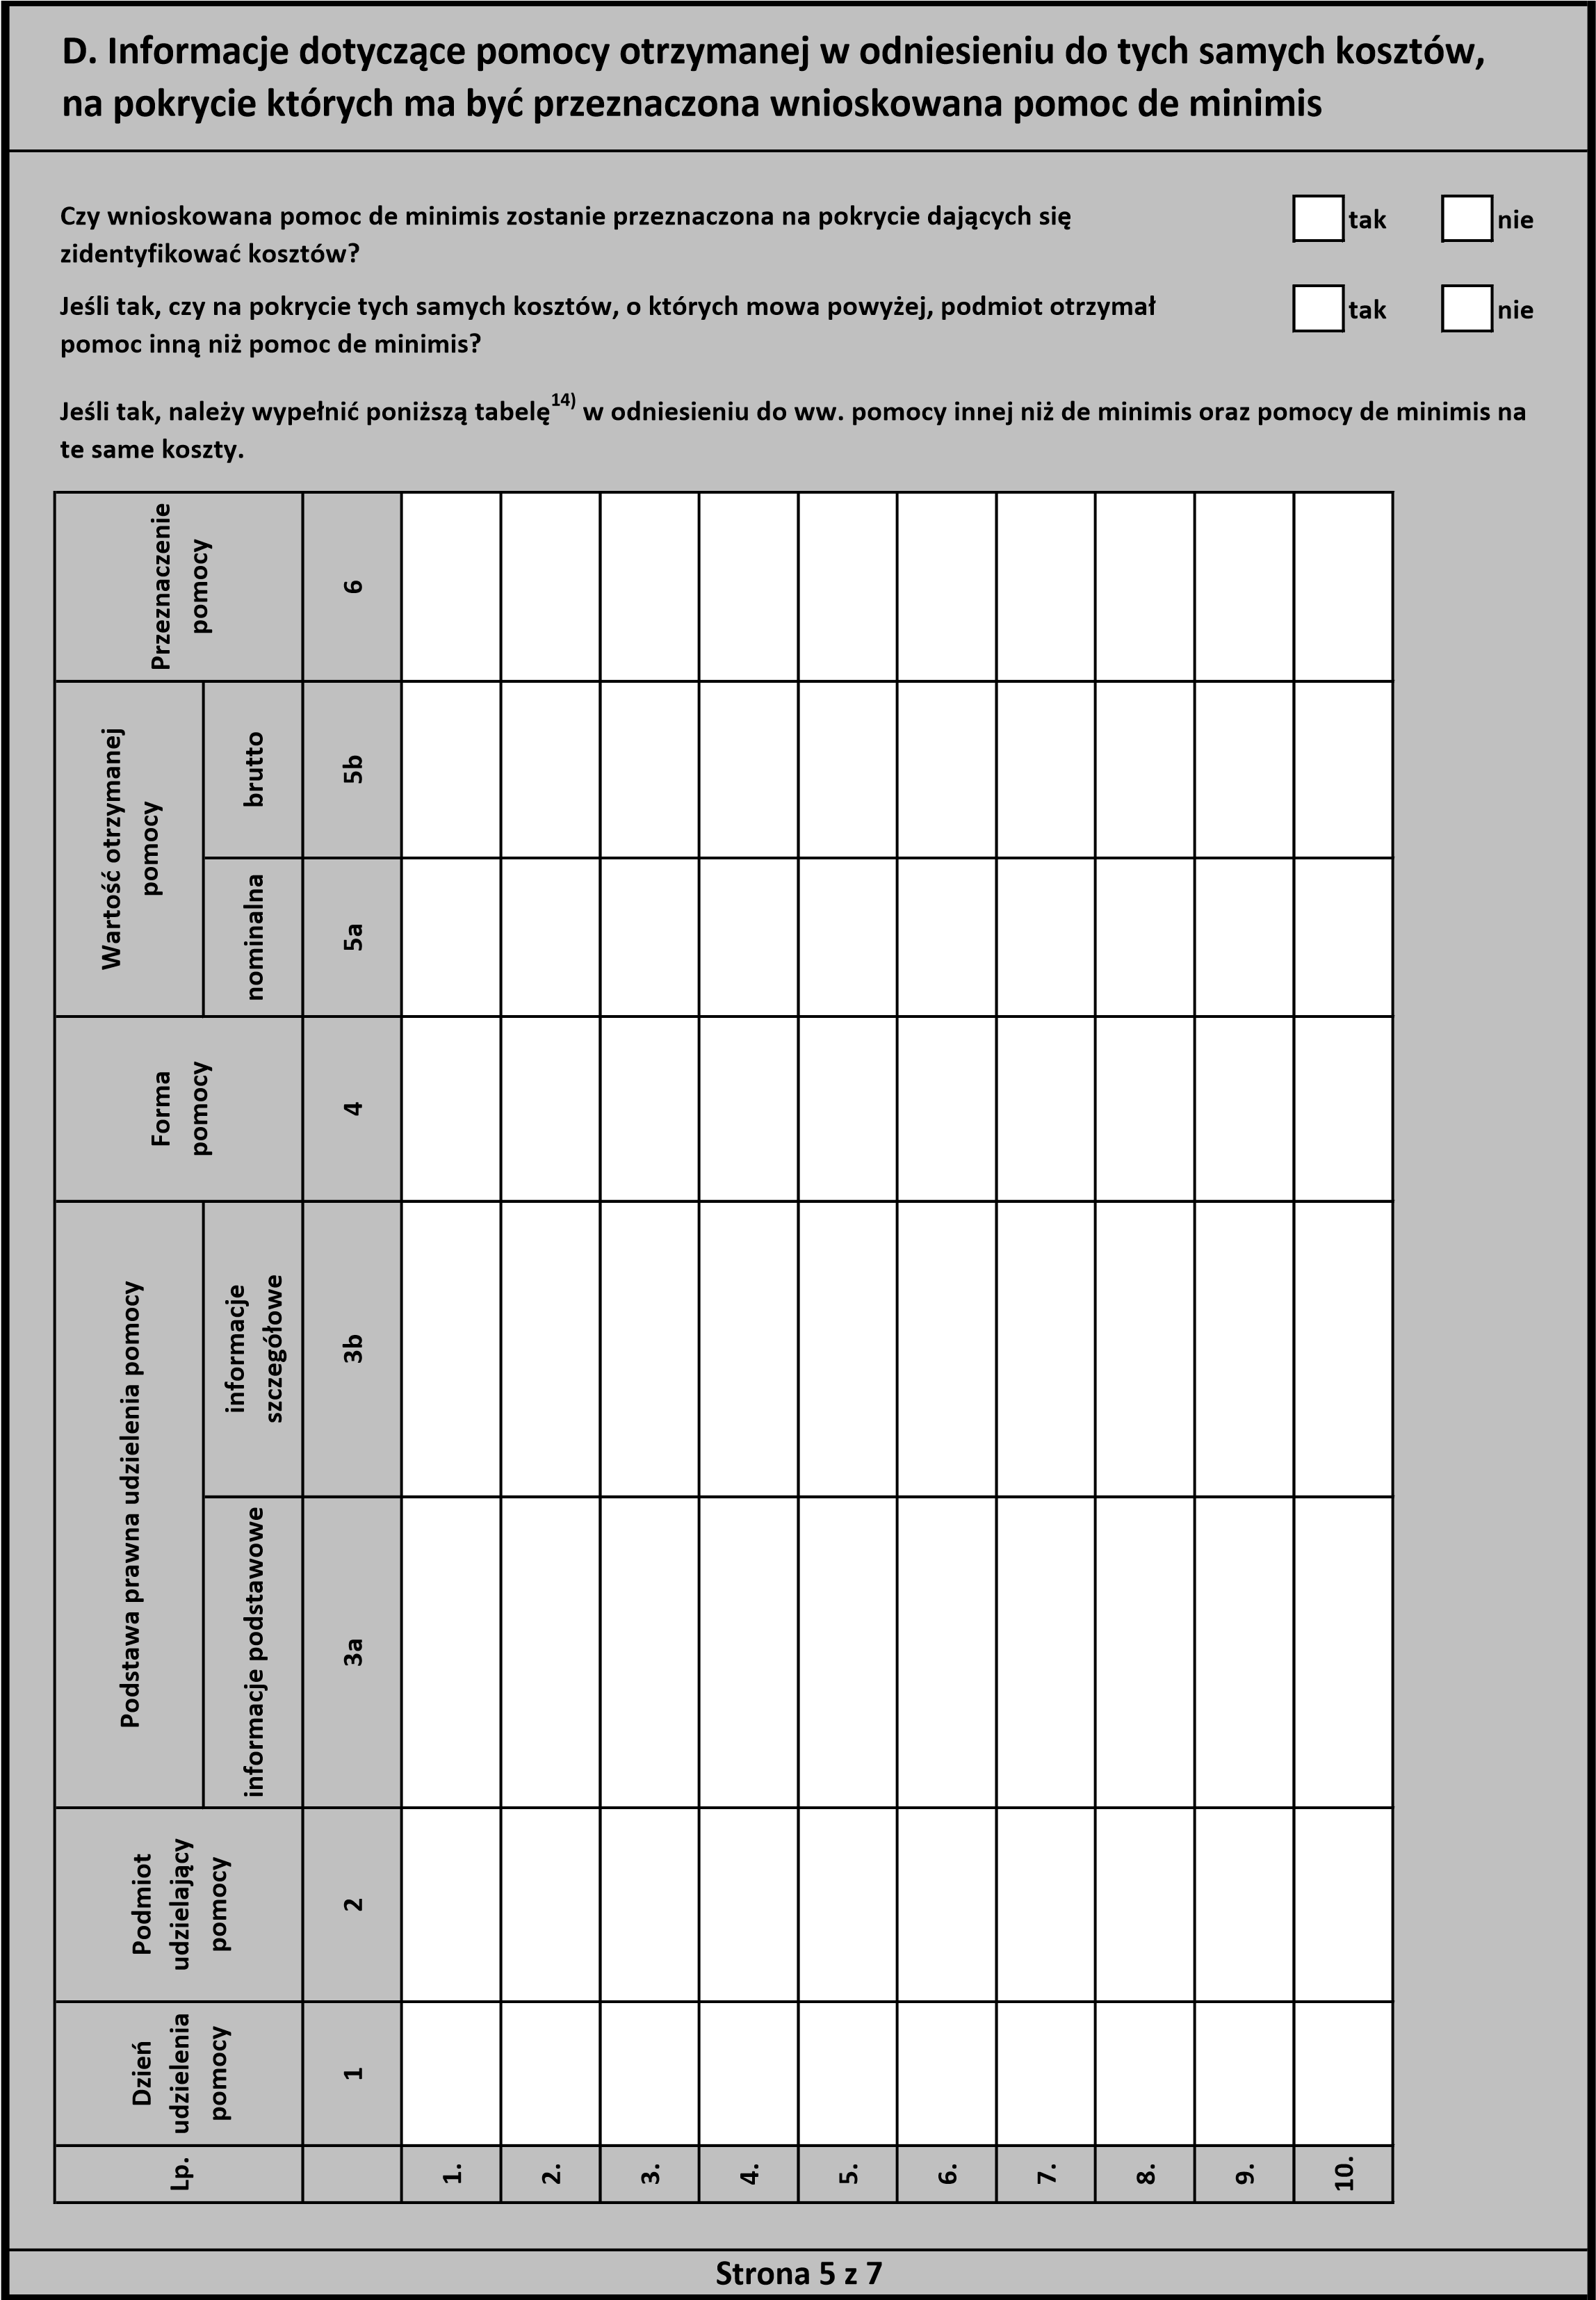 D. Informacje dotyczące pomocy otrzymanej w odniesieniu do tych samych kosztów,
na pokrycie których ma być przeznaczona wnioskowana pomoc de minimis
Czy wnioskowana pomoc de minimis zostanie przeznaczona na pokrycie dających się
zidentyfikować kosztów?
tak
nie
Jeśli tak, czy na pokrycie tych samych kosztów, o których mowa powyżej, podmiot otrzymał
pomoc inną niż pomoc de minimis?
tak
nie
Jeśli tak, należy wypełnić poniższą tabelę14) w odniesieniu do ww. pomocy innej niż de minimis oraz pomocy de minimis na
te same koszty.
Lp.
Dzień
udzielenia
pomocy
Podmiot
udzielający
pomocy
Podstawa prawna udzielenia pomocy
informacje podstawowe
informacje
szczegółowe
Forma
pomocy
Wartość otrzymanej
pomocy
nominalna
brutto
Przeznaczenie
pomocy
1
2
3a
3b
4
5a
5b
6
1.
2.
3.
4.
5.
6.
7.
8.
9.
10.
Strona 5 z 7